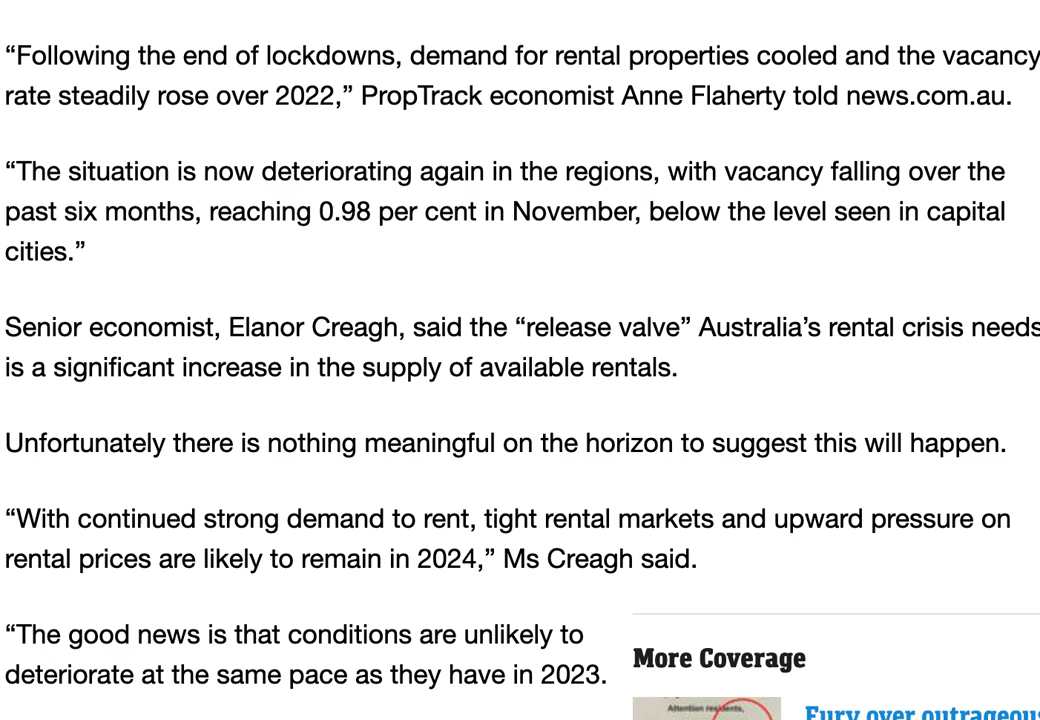 “Following the end of lockdowns, demand for rental properties cooled and the vacancy
rate steadily rose over 2022,” PropTrack economist Anne Flaherty told news.com.au.
“The situation is now deteriorating again in the regions, with vacancy falling over the
past six months, reaching 0.98 per cent in November, below the level seen in capital
cities.”
Senior economist, Elanor Creagh, said the “release valve” Australia’s rental crisis needs
is a significant increase in the supply of available rentals.
Unfortunately there is nothing meaningful on the horizon to suggest this will happen.
“With continued strong demand to rent, tight rental markets and upward pressure on
rental prices are likely to remain in 2024,” Ms Creagh said.
“The good news is that conditions are unlikely to
deteriorate at the same pace as they have in 2023.
More Coverage
Attention residents,
Fury over outrageous